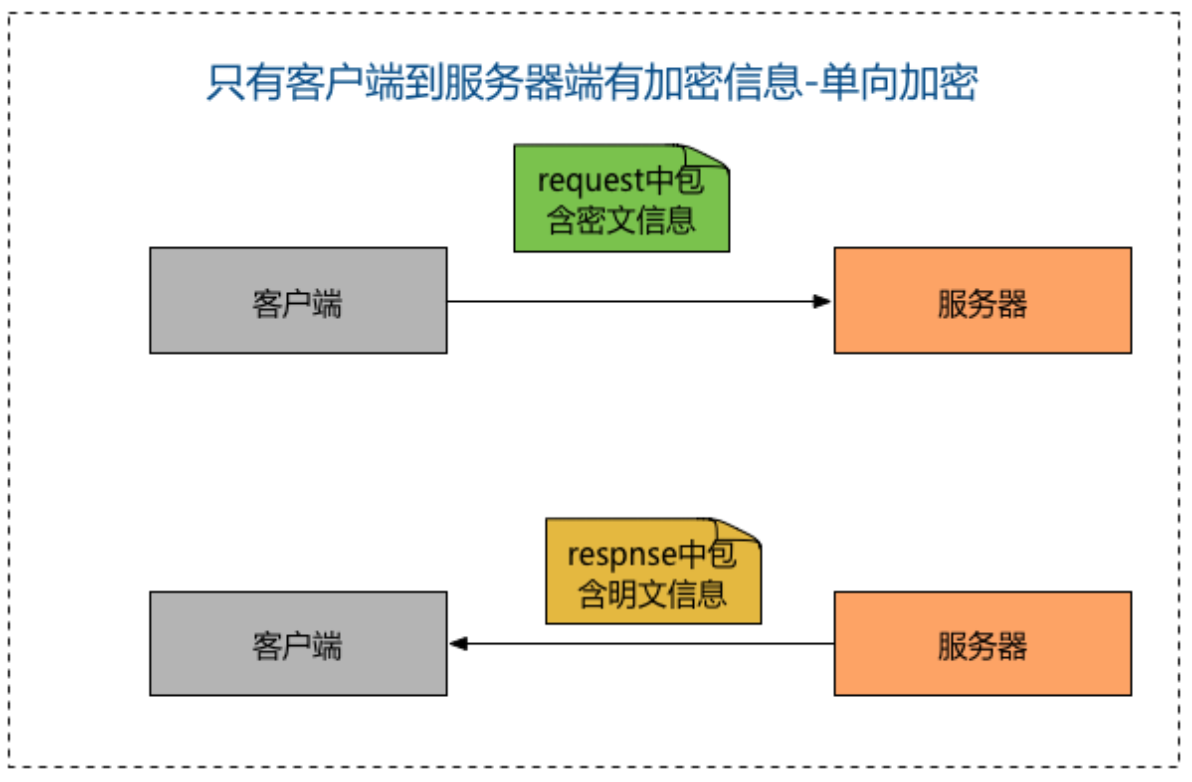 只有客户端到服务器端有加密信息-单向加密
request中包
含密文信息
客户端
服务器
respnse中包
含明文信息
客户端
服务器